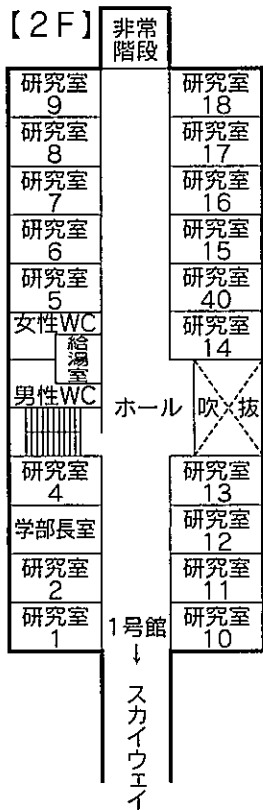 【2F】
非常
階段
研究室
9
研究室
18
研究室
8
研究室
17
研究室
7
研究室
16
研究室
6
研究室
15
研究室
5
研究室
40
女性WC
給湯室
研究室
14
男性WC
ホール
吹抜
研究室
4
研究室
13
学部長室
研究室
12
研究室
2
研究室
11
研究室
1
1号館
↓
研究室
10
スカイウェイ